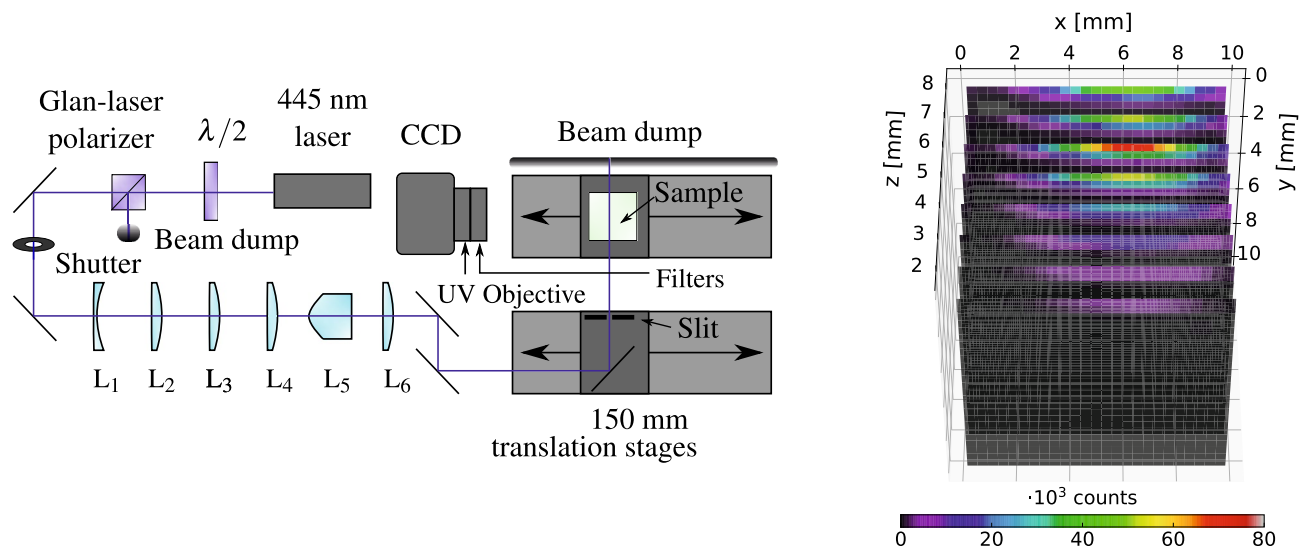 Glan-laser
polarizer
λ/2
445 nm
laser
CCD
Beam dump
Sample
Beam dump
Shutter
UV Objective
Filters
Slit
L1 L2 L3 L4 L5 L6
150 mm
translation stages
x [mm]
0 2 4 6 8 10
z [mm]
8
7
6
5
4
3
2
y [mm]
0
2
4
6
8
10
·10³ counts
0 20 40 60 80